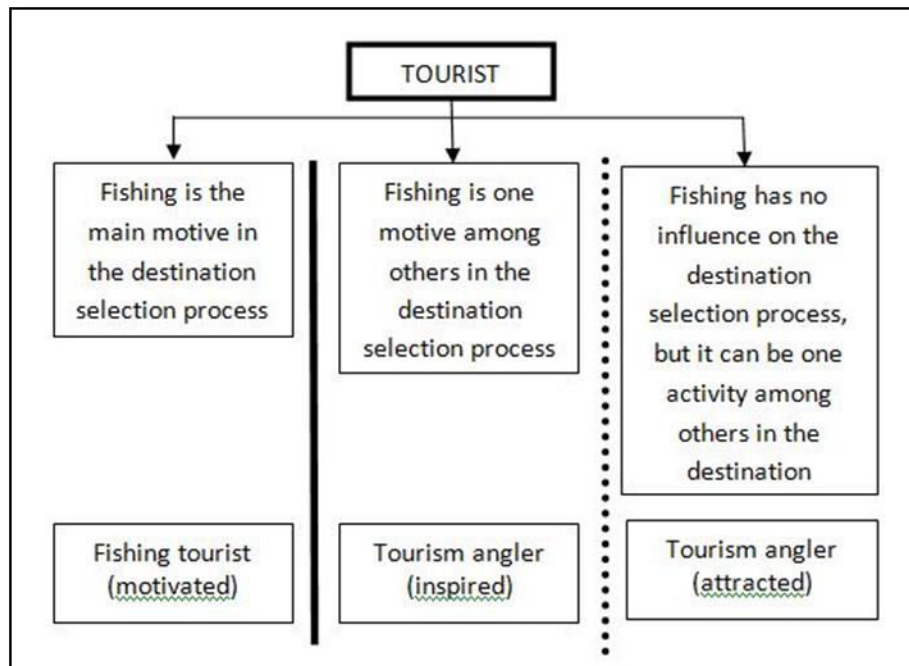 TOURIST
Fishing is the
main motive in
the destination
selection process
Fishing is one
motive among
others in the
destination
selection process
Fishing has no
influence on the
destination
selection process,
but it can be one
activity among
others in the
destination
Fishing tourist
(motivated)
Tourism angler
(inspired)
Tourism angler
(attracted)